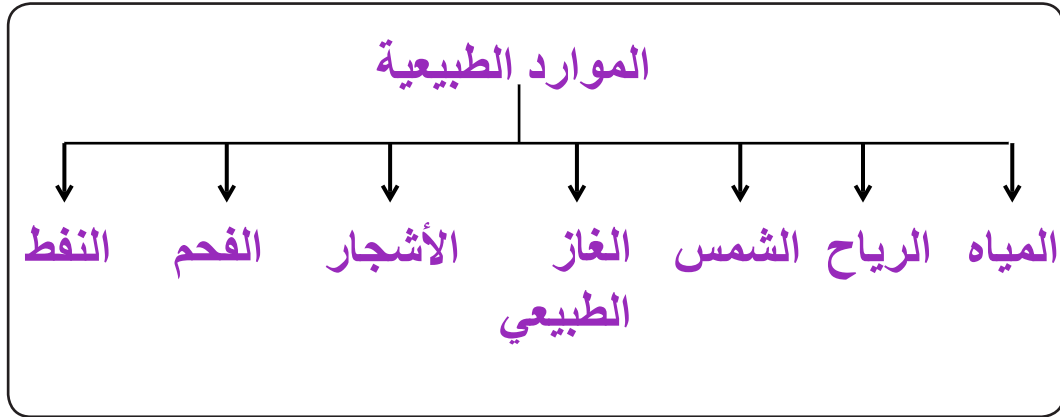 الموارد الطبيعية
المياه
الرياح
الشمس
الغاز
الطبيعي
الأشجار
الفحم
النفط